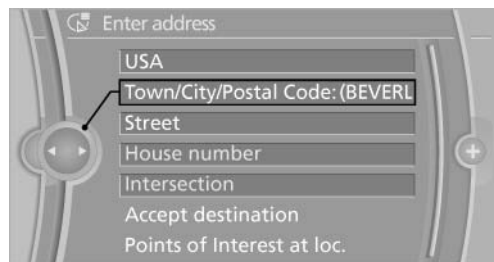 Enter address
USA
Town/City/Postal Code: (BEVERL
Street
House number
Intersection
Accept destination
Points of Interest at loc.